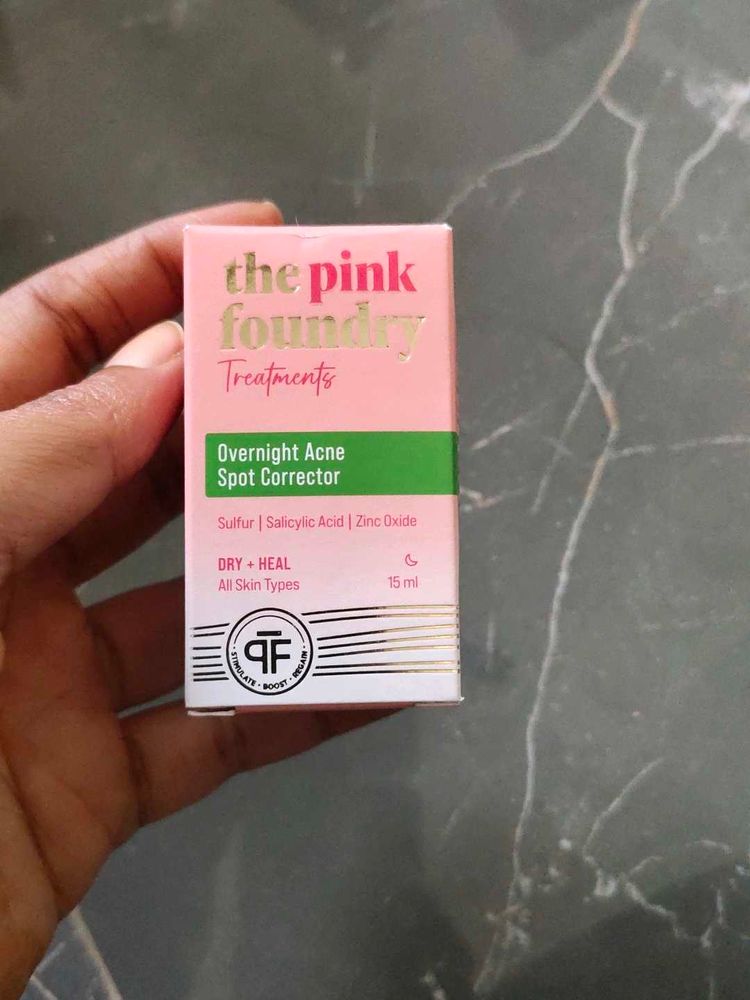 the pink
foundry
Treatments
Overnight Acne
Spot Corrector
Sulfur | Salicylic Acid | Zinc Oxide
DRY + HEAL
All Skin Types
15 ml
STIMULATE · BOOST · REGAIN